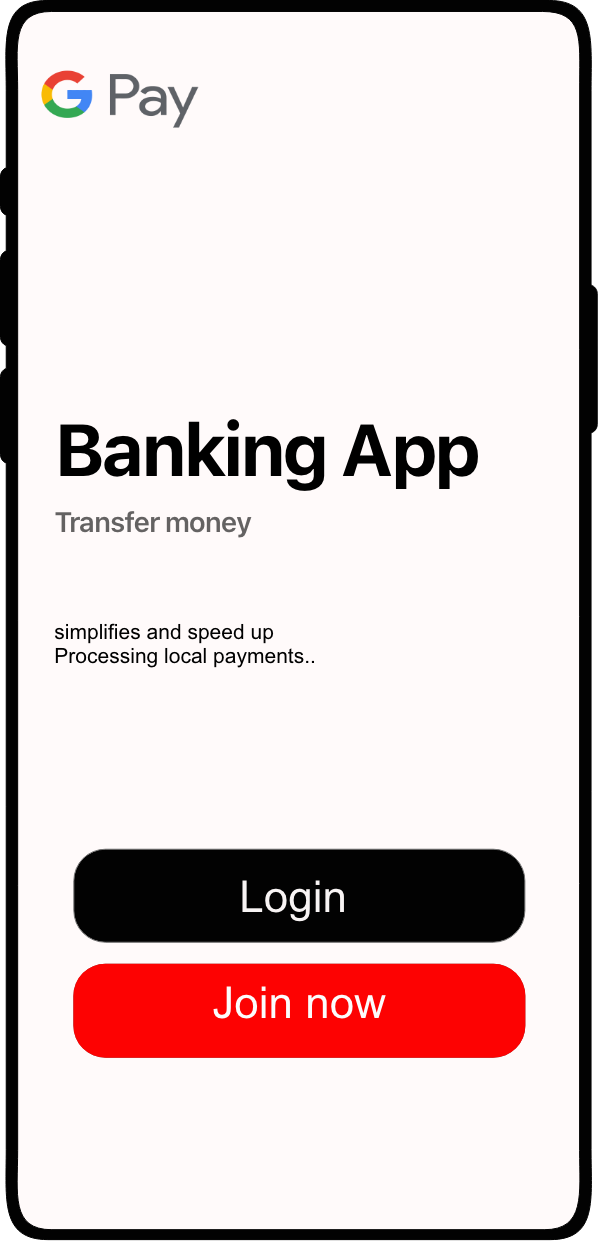 G Pay
Banking App
Transfer money
simplifies and speed up
Processing local payments..
Login
Join now